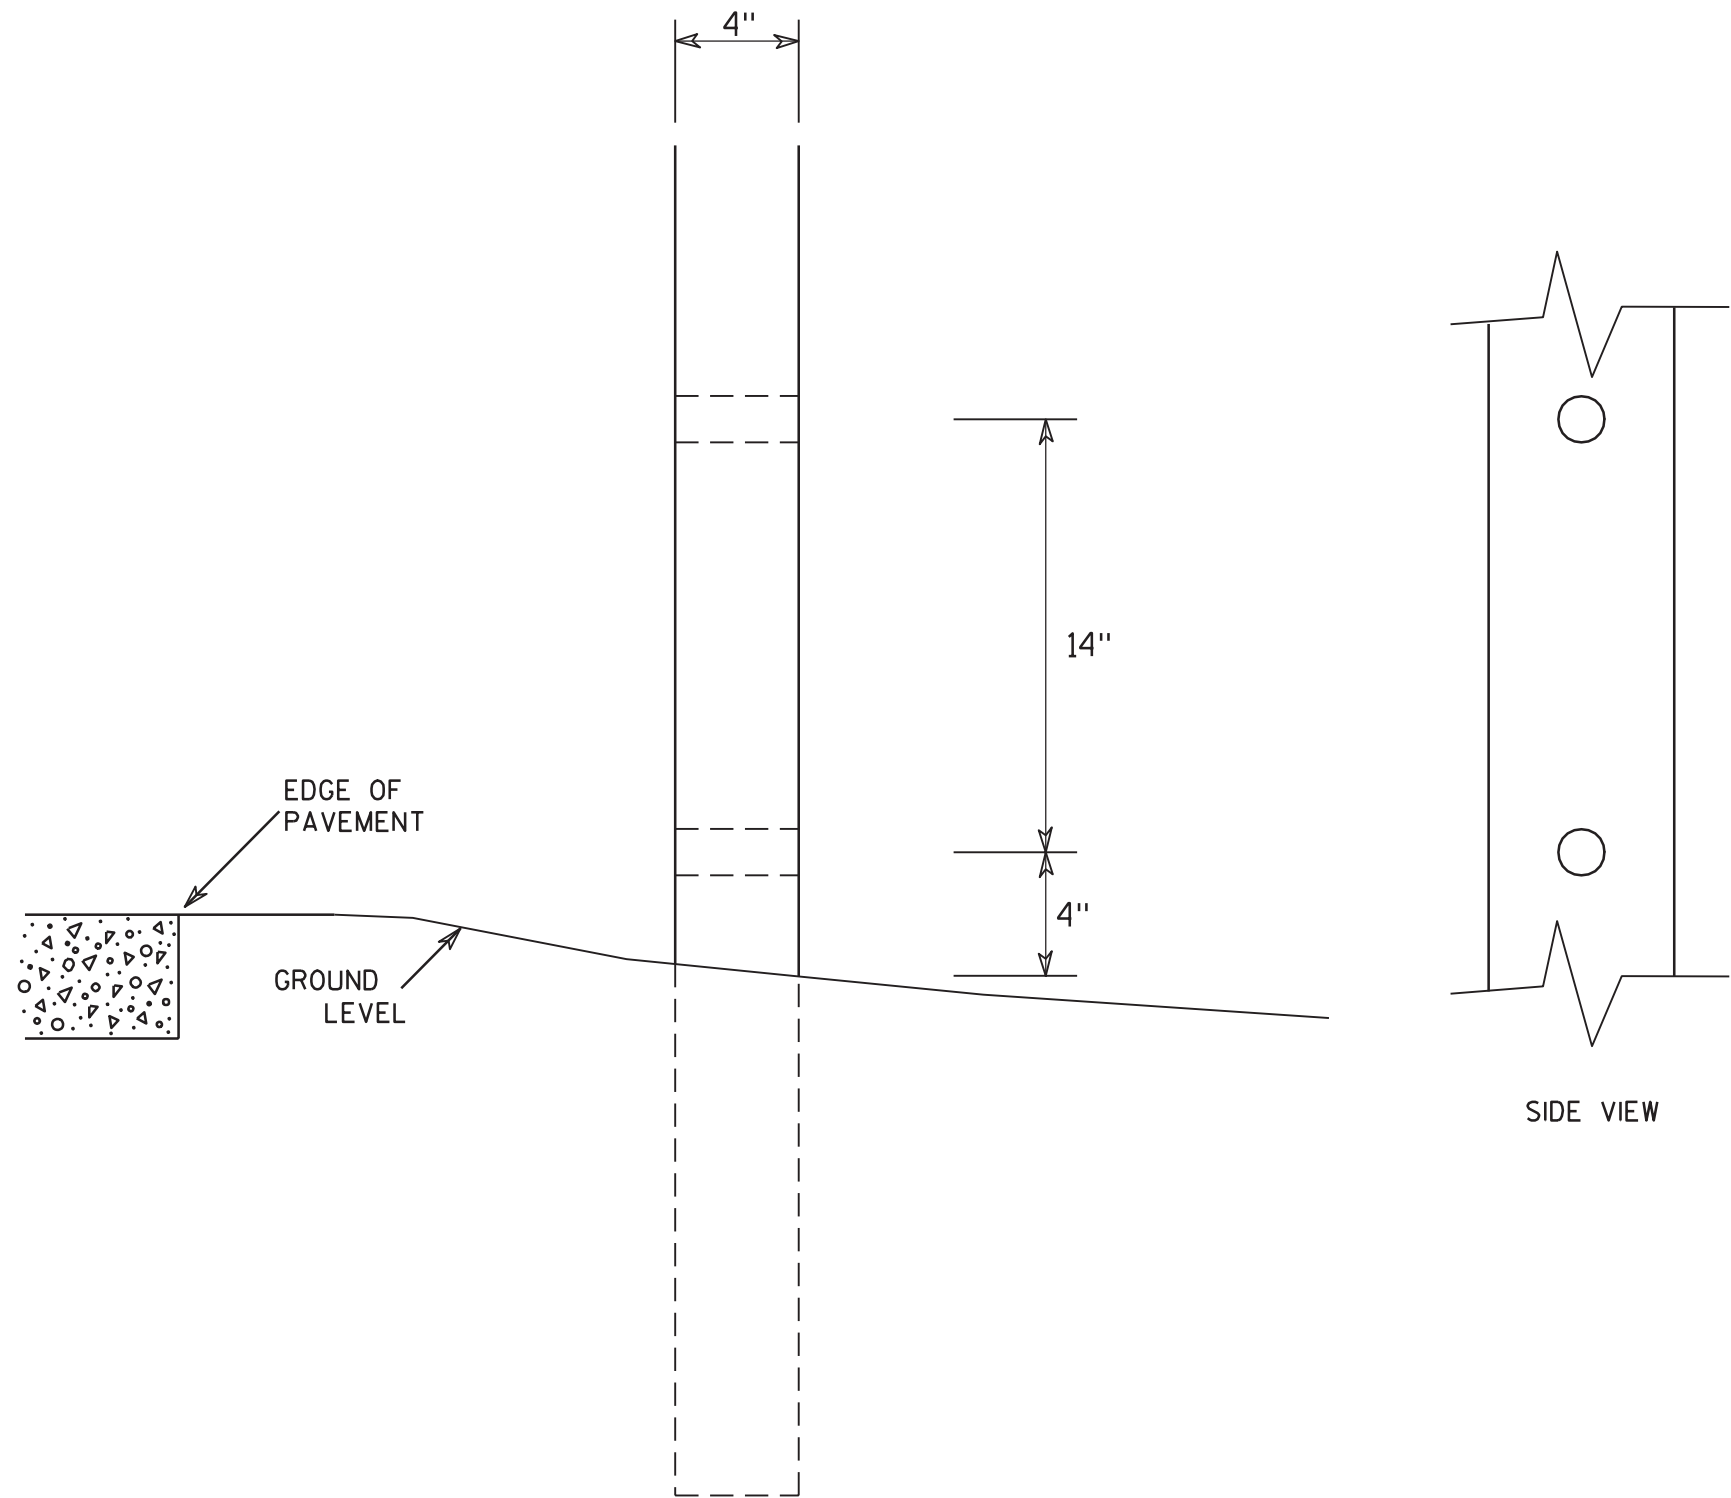 4"
14"
EDGE OF
PAVEMENT
4"
GROUND
LEVEL
SIDE VIEW